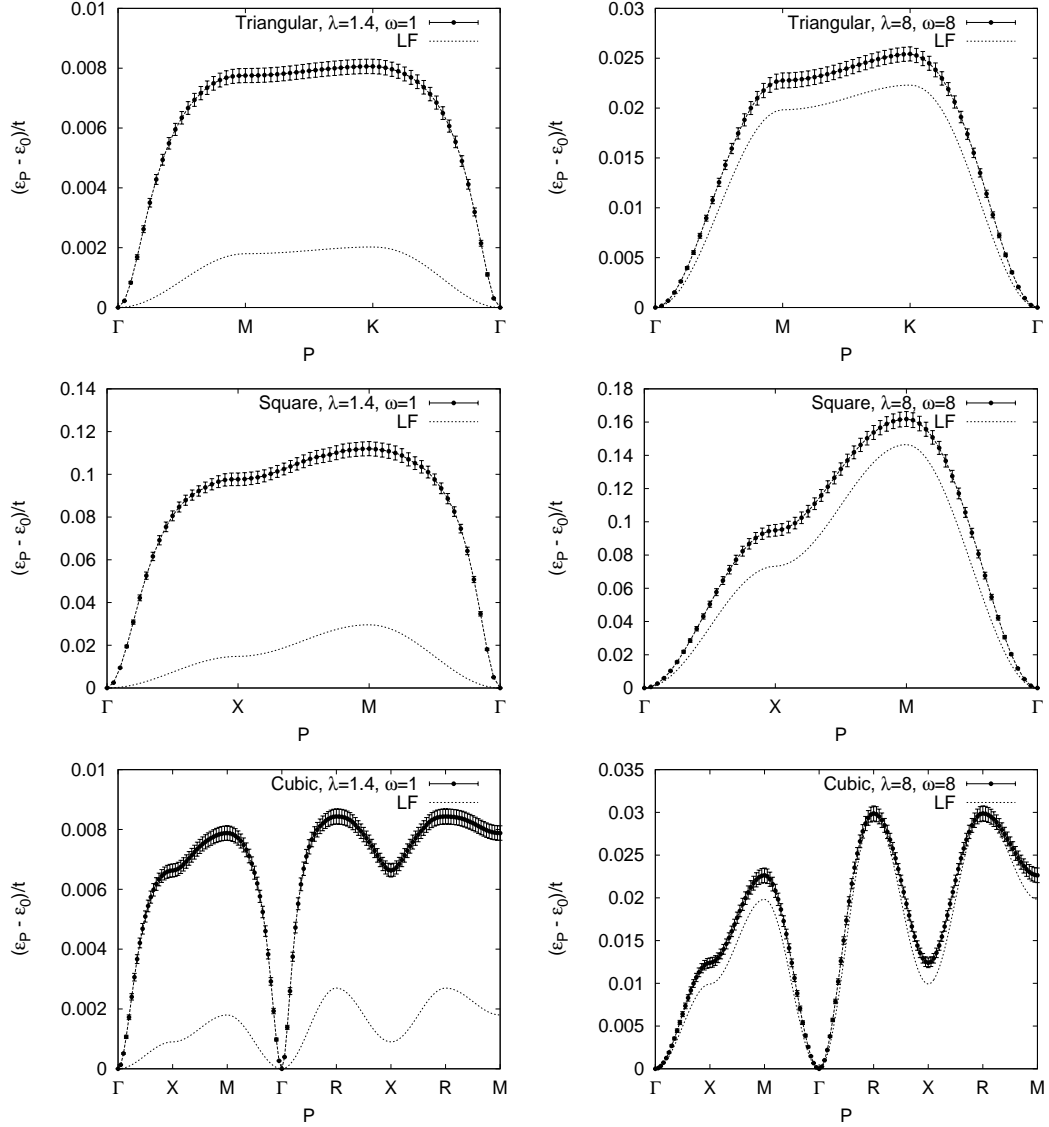 Triangular, λ=1.4, ω=1
LF
(εP - ε0)/t
0.01
0.008
0.006
0.004
0.002
0
Γ
M
K
Γ
P
Triangular, λ=8, ω=8
LF
(εP - ε0)/t
0.03
0.025
0.02
0.015
0.01
0.005
0
Γ
M
K
Γ
P
Square, λ=1.4, ω=1
LF
(εP - ε0)/t
0.14
0.12
0.1
0.08
0.06
0.04
0.02
0
Γ
X
M
Γ
P
Square, λ=8, ω=8
LF
(εP - ε0)/t
0.18
0.16
0.14
0.12
0.1
0.08
0.06
0.04
0.02
0
Γ
X
M
Γ
P
Cubic, λ=1.4, ω=1
LF
(εP - ε0)/t
0.01
0.008
0.006
0.004
0.002
0
Γ
X
M
Γ
R
X
R
M
P
Cubic, λ=8, ω=8
LF
(εP - ε0)/t
0.035
0.03
0.025
0.02
0.015
0.01
0.005
0
Γ
X
M
Γ
R
X
R
M
P